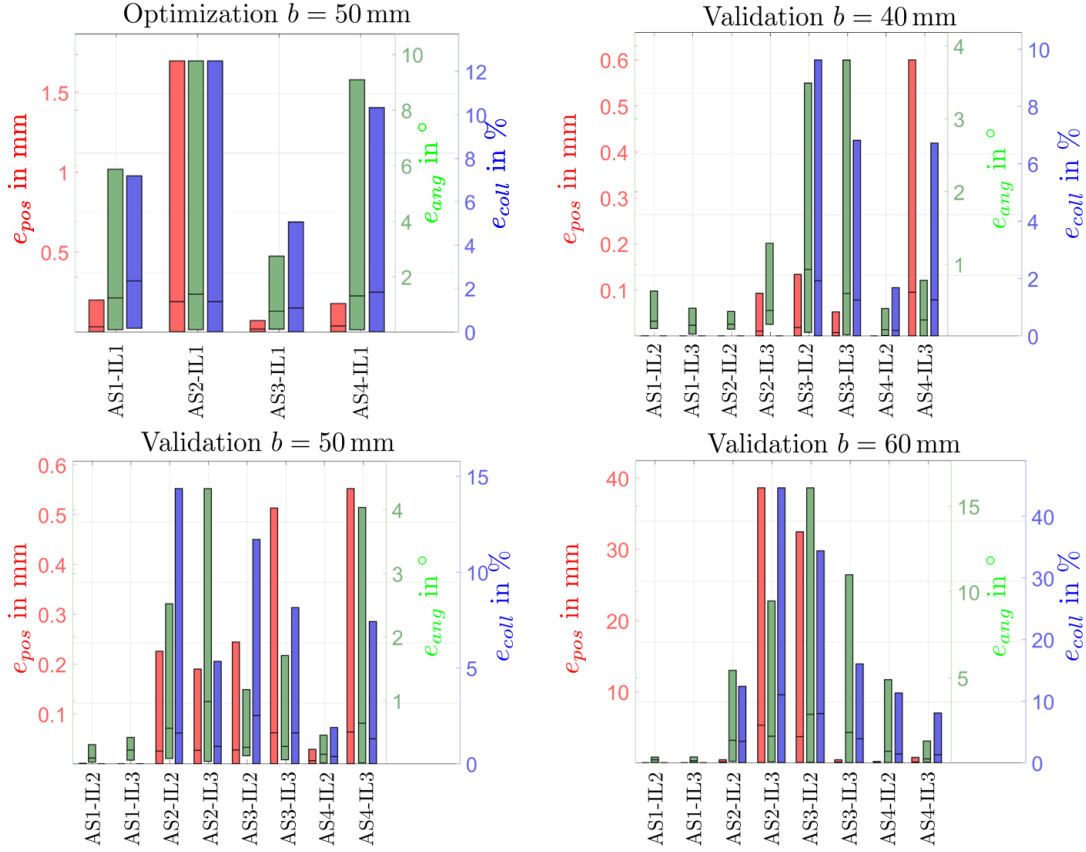 Optimization b = 50 mm
e_pos in mm
1.5
1
0.5
e_ang in °
10
8
6
4
2
e_coll in %
12
10
8
6
4
2
0
AS1-IL1
AS2-IL1
AS3-IL1
AS4-IL1
Validation b = 40 mm
e_pos in mm
0.6
0.5
0.4
0.3
0.2
0.1
e_ang in °
4
3
2
1
e_coll in %
10
8
6
4
2
0
AS1-IL2
AS1-IL3
AS2-IL2
AS2-IL3
AS3-IL2
AS3-IL3
AS4-IL2
AS4-IL3
Validation b = 50 mm
e_pos in mm
0.6
0.5
0.4
0.3
0.2
0.1
e_ang in °
4
3
2
1
e_coll in %
15
10
5
0
AS1-IL2
AS1-IL3
AS2-IL2
AS2-IL3
AS3-IL2
AS3-IL3
AS4-IL2
AS4-IL3
Validation b = 60 mm
e_pos in mm
40
30
20
10
e_ang in °
15
10
5
e_coll in %
40
30
20
10
0
AS1-IL2
AS1-IL3
AS2-IL2
AS2-IL3
AS3-IL2
AS3-IL3
AS4-IL2
AS4-IL3